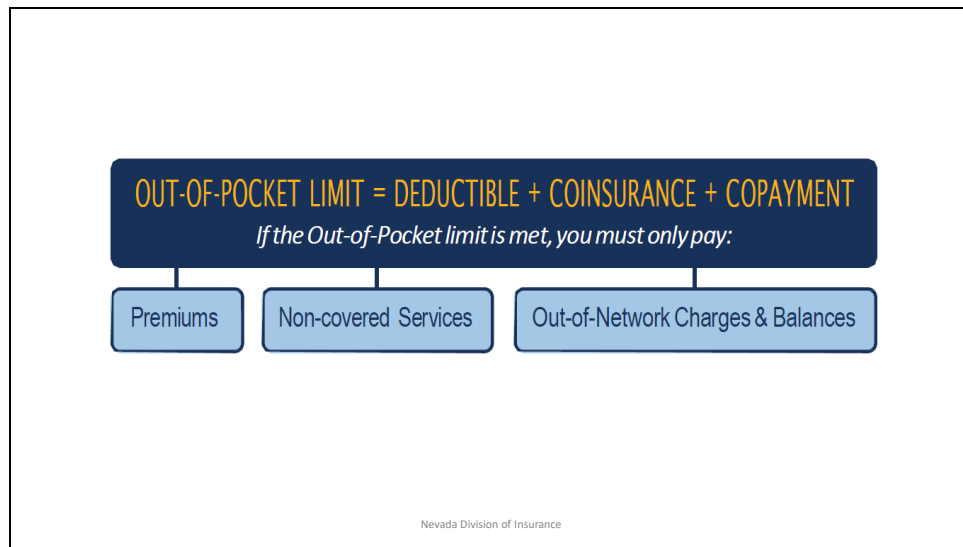 OUT-OF-POCKET LIMIT = DEDUCTIBLE + COINSURANCE + COPAYMENT
If the Out-of-Pocket limit is met, you must only pay:
Premiums
Non-covered Services
Out-of-Network Charges & Balances
Nevada Division of Insurance